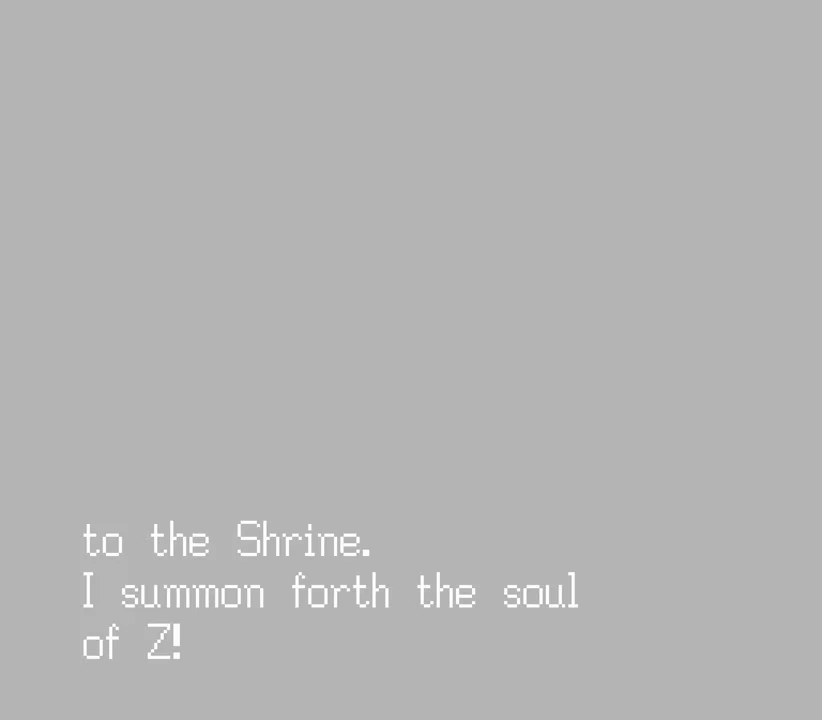 to the Shrine.
I summon forth the soul
of Z!